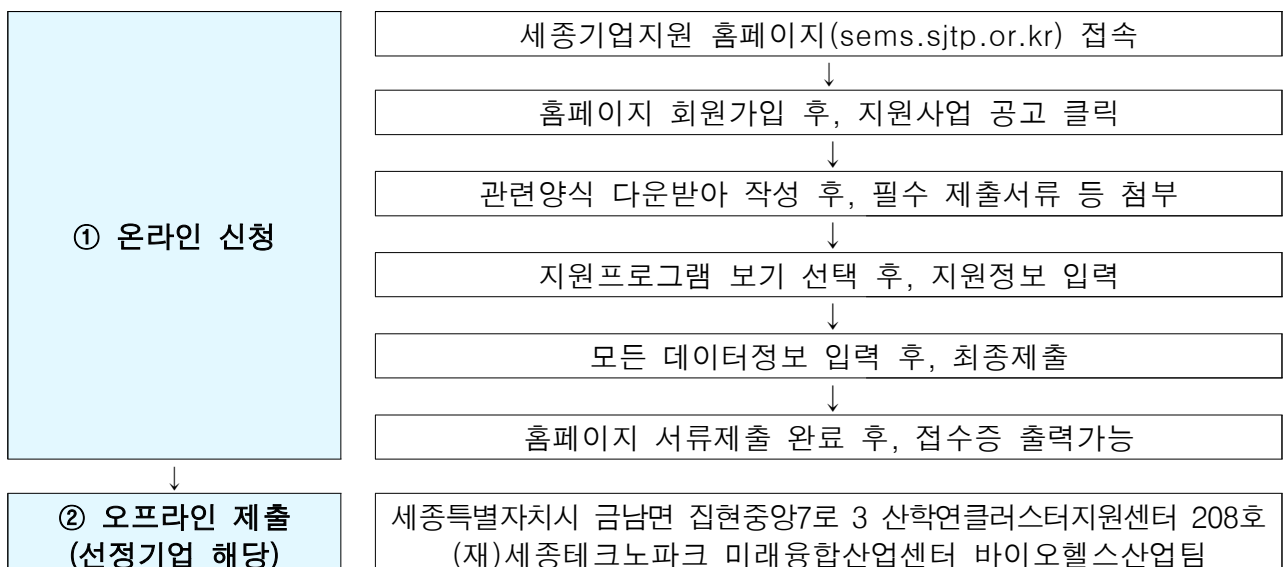 세종기업지원 홈페이지(sems.sjtp.or.kr) 접속
↓
홈페이지 회원가입 후, 지원사업 공고 클릭
↓
관련양식 다운받아 작성 후, 필수 제출서류 등 첨부
↓
① 온라인 신청
지원프로그램 보기 선택 후, 지원정보 입력
↓
모든 데이터정보 입력 후, 최종제출
↓
홈페이지 서류제출 완료 후, 접수증 출력가능
↓
② 오프라인 제출
(선정기업 해당)
세종특별자치시 금남면 집현중앙7로 3 산학연클러스터지원센터 208호
(재)세종테크노파크 미래융합산업센터 바이오헬스산업팀